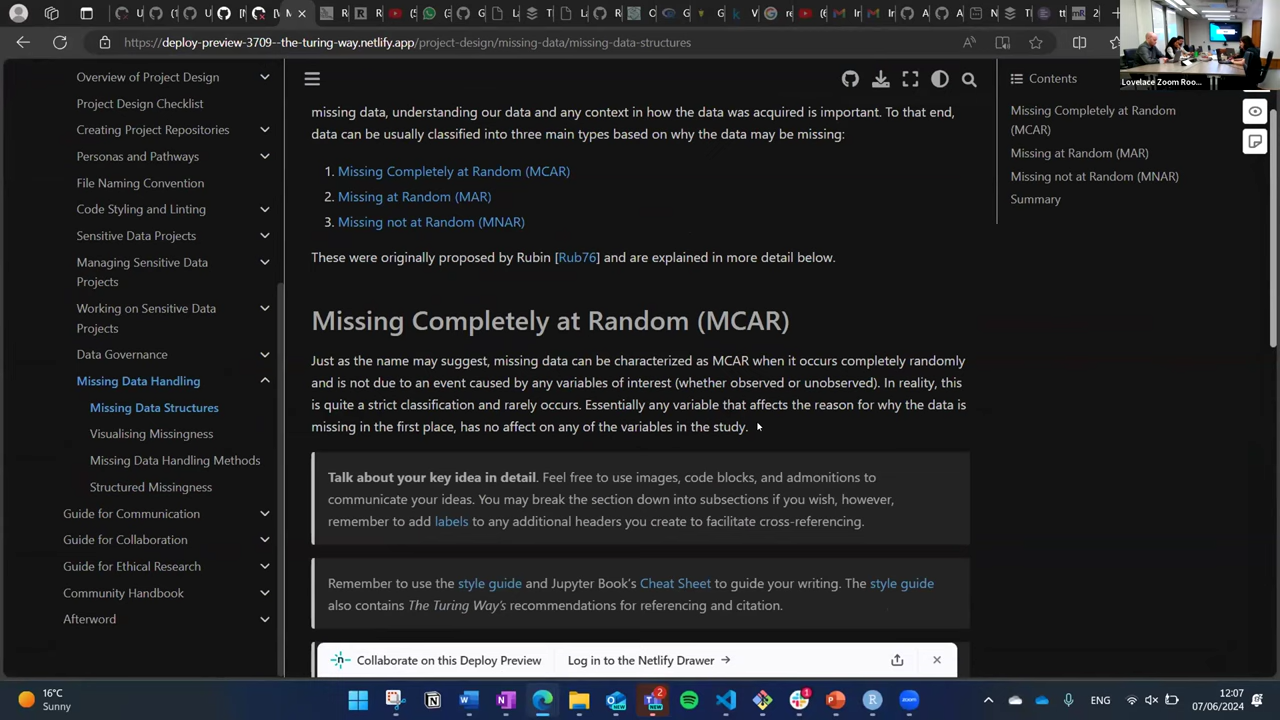 https://deploy-preview-3709--the-turing-way.netlify.app/project-design/missing-data/missing-data-structures
Lovelace Zoom Roo...
Overview of Project Design
Project Design Checklist
Creating Project Repositories
Personas and Pathways
File Naming Convention
Code Styling and Linting
Sensitive Data Projects
Managing Sensitive Data
Projects
Working on Sensitive Data
Projects
Data Governance
Missing Data Handling
Missing Data Structures
Visualising Missingness
Missing Data Handling Methods
Structured Missingness
Guide for Communication
Guide for Collaboration
Guide for Ethical Research
Community Handbook
Afterword
missing data, understanding our data and any context in how the data was acquired is important. To that end,
data can be usually classified into three main types based on why the data may be missing:
1. Missing Completely at Random (MCAR)
2. Missing at Random (MAR)
3. Missing not at Random (MNAR)
These were originally proposed by Rubin [Rub76] and are explained in more detail below.
Missing Completely at Random (MCAR)
Just as the name may suggest, missing data can be characterized as MCAR when it occurs completely randomly
and is not due to an event caused by any variables of interest (whether observed or unobserved). In reality, this
is quite a strict classification and rarely occurs. Essentially any variable that affects the reason for why the data is
missing in the first place, has no affect on any of the variables in the study.
Talk about your key idea in detail. Feel free to use images, code blocks, and admonitions to
communicate your ideas. You may break the section down into subsections if you wish, however,
remember to add labels to any additional headers you create to facilitate cross-referencing.
Remember to use the style guide and Jupyter Book's Cheat Sheet to guide your writing. The style guide
also contains The Turing Way's recommendations for referencing and citation.
Collaborate on this Deploy Preview
Log in to the Netlify Drawer →
Contents
Missing Completely at Random
(MCAR)
Missing at Random (MAR)
Missing not at Random (MNAR)
Summary
16°C
Sunny
ENG
12:07
07/06/2024